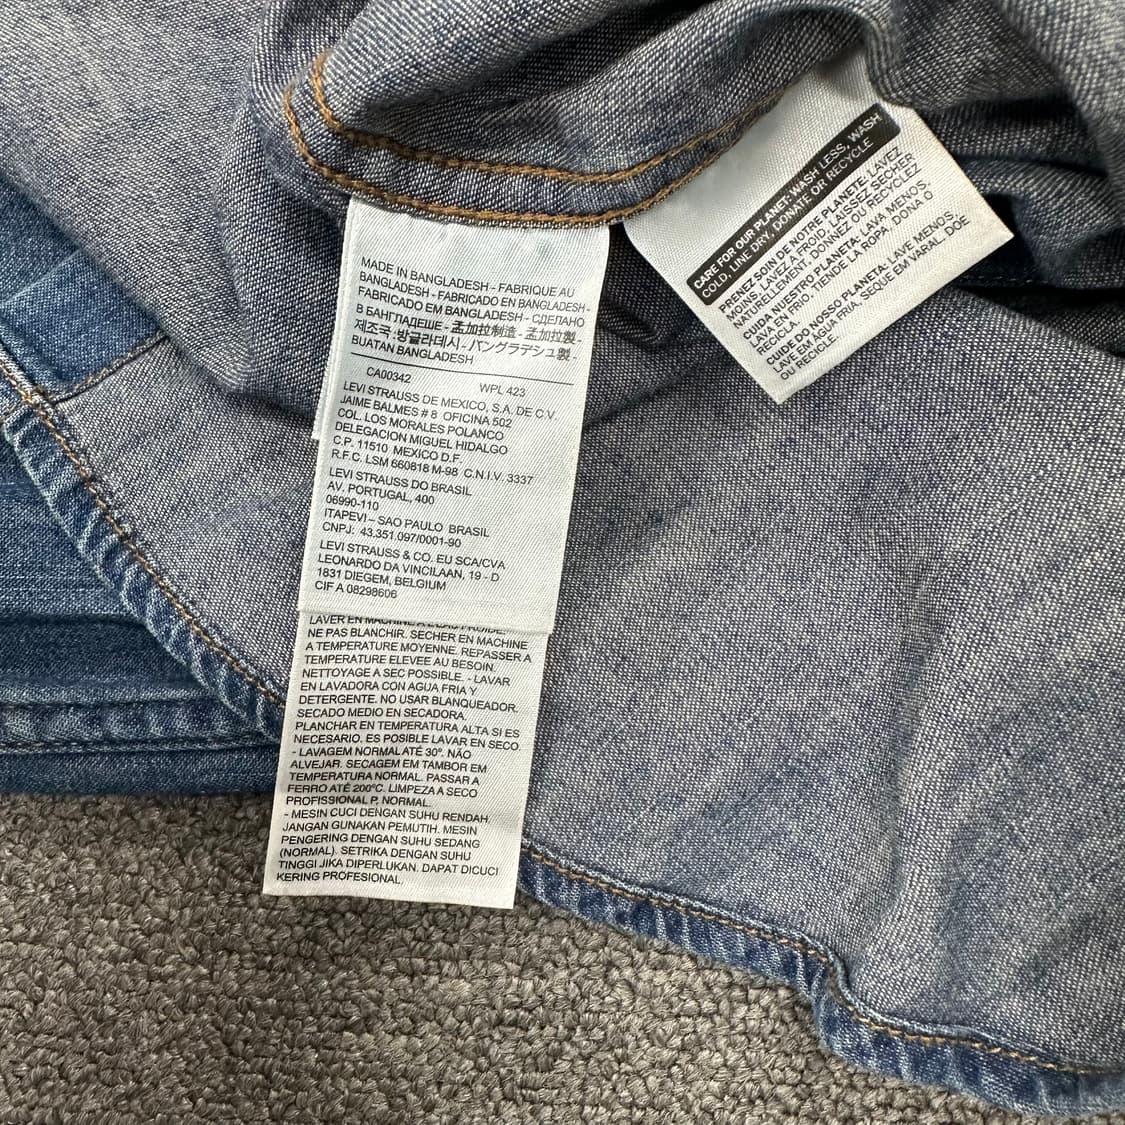 MADE IN BANGLADESH - FABRIQUE AU
BANGLADESH - FABRICADO EN BANGLADESH -
FABRICADO EM BANGLADESH - СДЕЛАНО
В БАНГЛАДЕШЕ - 孟加拉制造 - 孟加拉製 -
제조국 :방글라데시 - バングラデシュ製 -
BUATAN BANGLADESH
CA00342 WPL 423
LEVI STRAUSS DE MEXICO, S.A. DE C.V.
JAIME BALMES # 8 OFICINA 502
COL. LOS MORALES POLANCO
DELEGACION MIGUEL HIDALGO
C.P. 11510 MEXICO D.F.
R.F.C. LSM 660818 M-98 C.N.I.V. 3337
LEVI STRAUSS DO BRASIL
AV. PORTUGAL, 400
06990-110
ITAPEVI – SAO PAULO BRASIL
CNPJ: 43.351.097/0001-90
LEVI STRAUSS & CO. EU SCA/CVA
LEONARDO DA VINCILAAN, 19 - D
1831 DIEGEM, BELGIUM
CIF A 08298606
LAVER EN MACHINE A L'EAU FROIDE.
NE PAS BLANCHIR. SECHER EN MACHINE
A TEMPERATURE MOYENNE. REPASSER A
TEMPERATURE ELEVEE AU BESOIN.
NETTOYAGE A SEC POSSIBLE. - LAVAR
EN LAVADORA CON AGUA FRIA Y
DETERGENTE. NO USAR BLANQUEADOR.
SECADO MEDIO EN SECADORA.
PLANCHAR EN TEMPERATURA ALTA SI ES
NECESARIO. ES POSIBLE LAVAR EN SECO.
- LAVAGEM NORMAL ATÉ 30°. NÃO
ALVEJAR. SECAGEM EM TAMBOR EM
TEMPERATURA NORMAL. PASSAR A
FERRO ATÉ 200°C. LIMPEZA A SECO
PROFISSIONAL P. NORMAL.
- MESIN CUCI DENGAN SUHU RENDAH.
JANGAN GUNAKAN PEMUTIH. MESIN
PENGERING DENGAN SUHU SEDANG
(NORMAL). SETRIKA DENGAN SUHU
TINGGI JIKA DIPERLUKAN. DAPAT DICUCI
KERING PROFESIONAL.
CARE FOR OUR PLANET: WASH LESS, WASH
COLD, LINE DRY, DONATE OR RECYCLE
PRENEZ SOIN DE NOTRE PLANETE: LAVEZ
MOINS, LAVEZ A FROID, LAISSEZ SECHER
NATURELLEMENT. DONNEZ OU RECYCLEZ
CUIDA NUESTRO PLANETA, LAVA MENOS.
LAVA EN FRIO, TIENDE LA ROPA, DONA O
RECICLA.
CUIDE DO NOSSO PLANETA: LAVE MENOS.
LAVE EM ÁGUA FRIA, SEQUE EM VARAL. DOE
OU RECICLE.